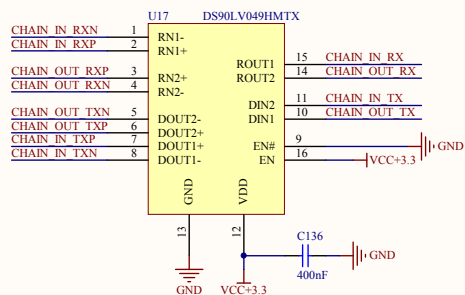 U17 DS90LV049HMTX
CHAIN_IN_RXN 1 RN1-
CHAIN_IN_RXP 2 RN1+
ROUT1 15 CHAIN_IN_RX
CHAIN_OUT_RXP 3 RN2+
ROUT2 14 CHAIN_OUT_RX
CHAIN_OUT_RXN 4 RN2-
DIN2 11 CHAIN_IN_TX
CHAIN_OUT_TXN 5 DOUT2-
DIN1 10 CHAIN_OUT_TX
CHAIN_OUT_TXP 6 DOUT2+
CHAIN_IN_TXP 7 DOUT1+
EN# 9 GND
CHAIN_IN_TXN 8 DOUT1-
EN 16 VCC+3.3
GND VDD
13 12
C136
400nF
GND
GND
VCC+3.3